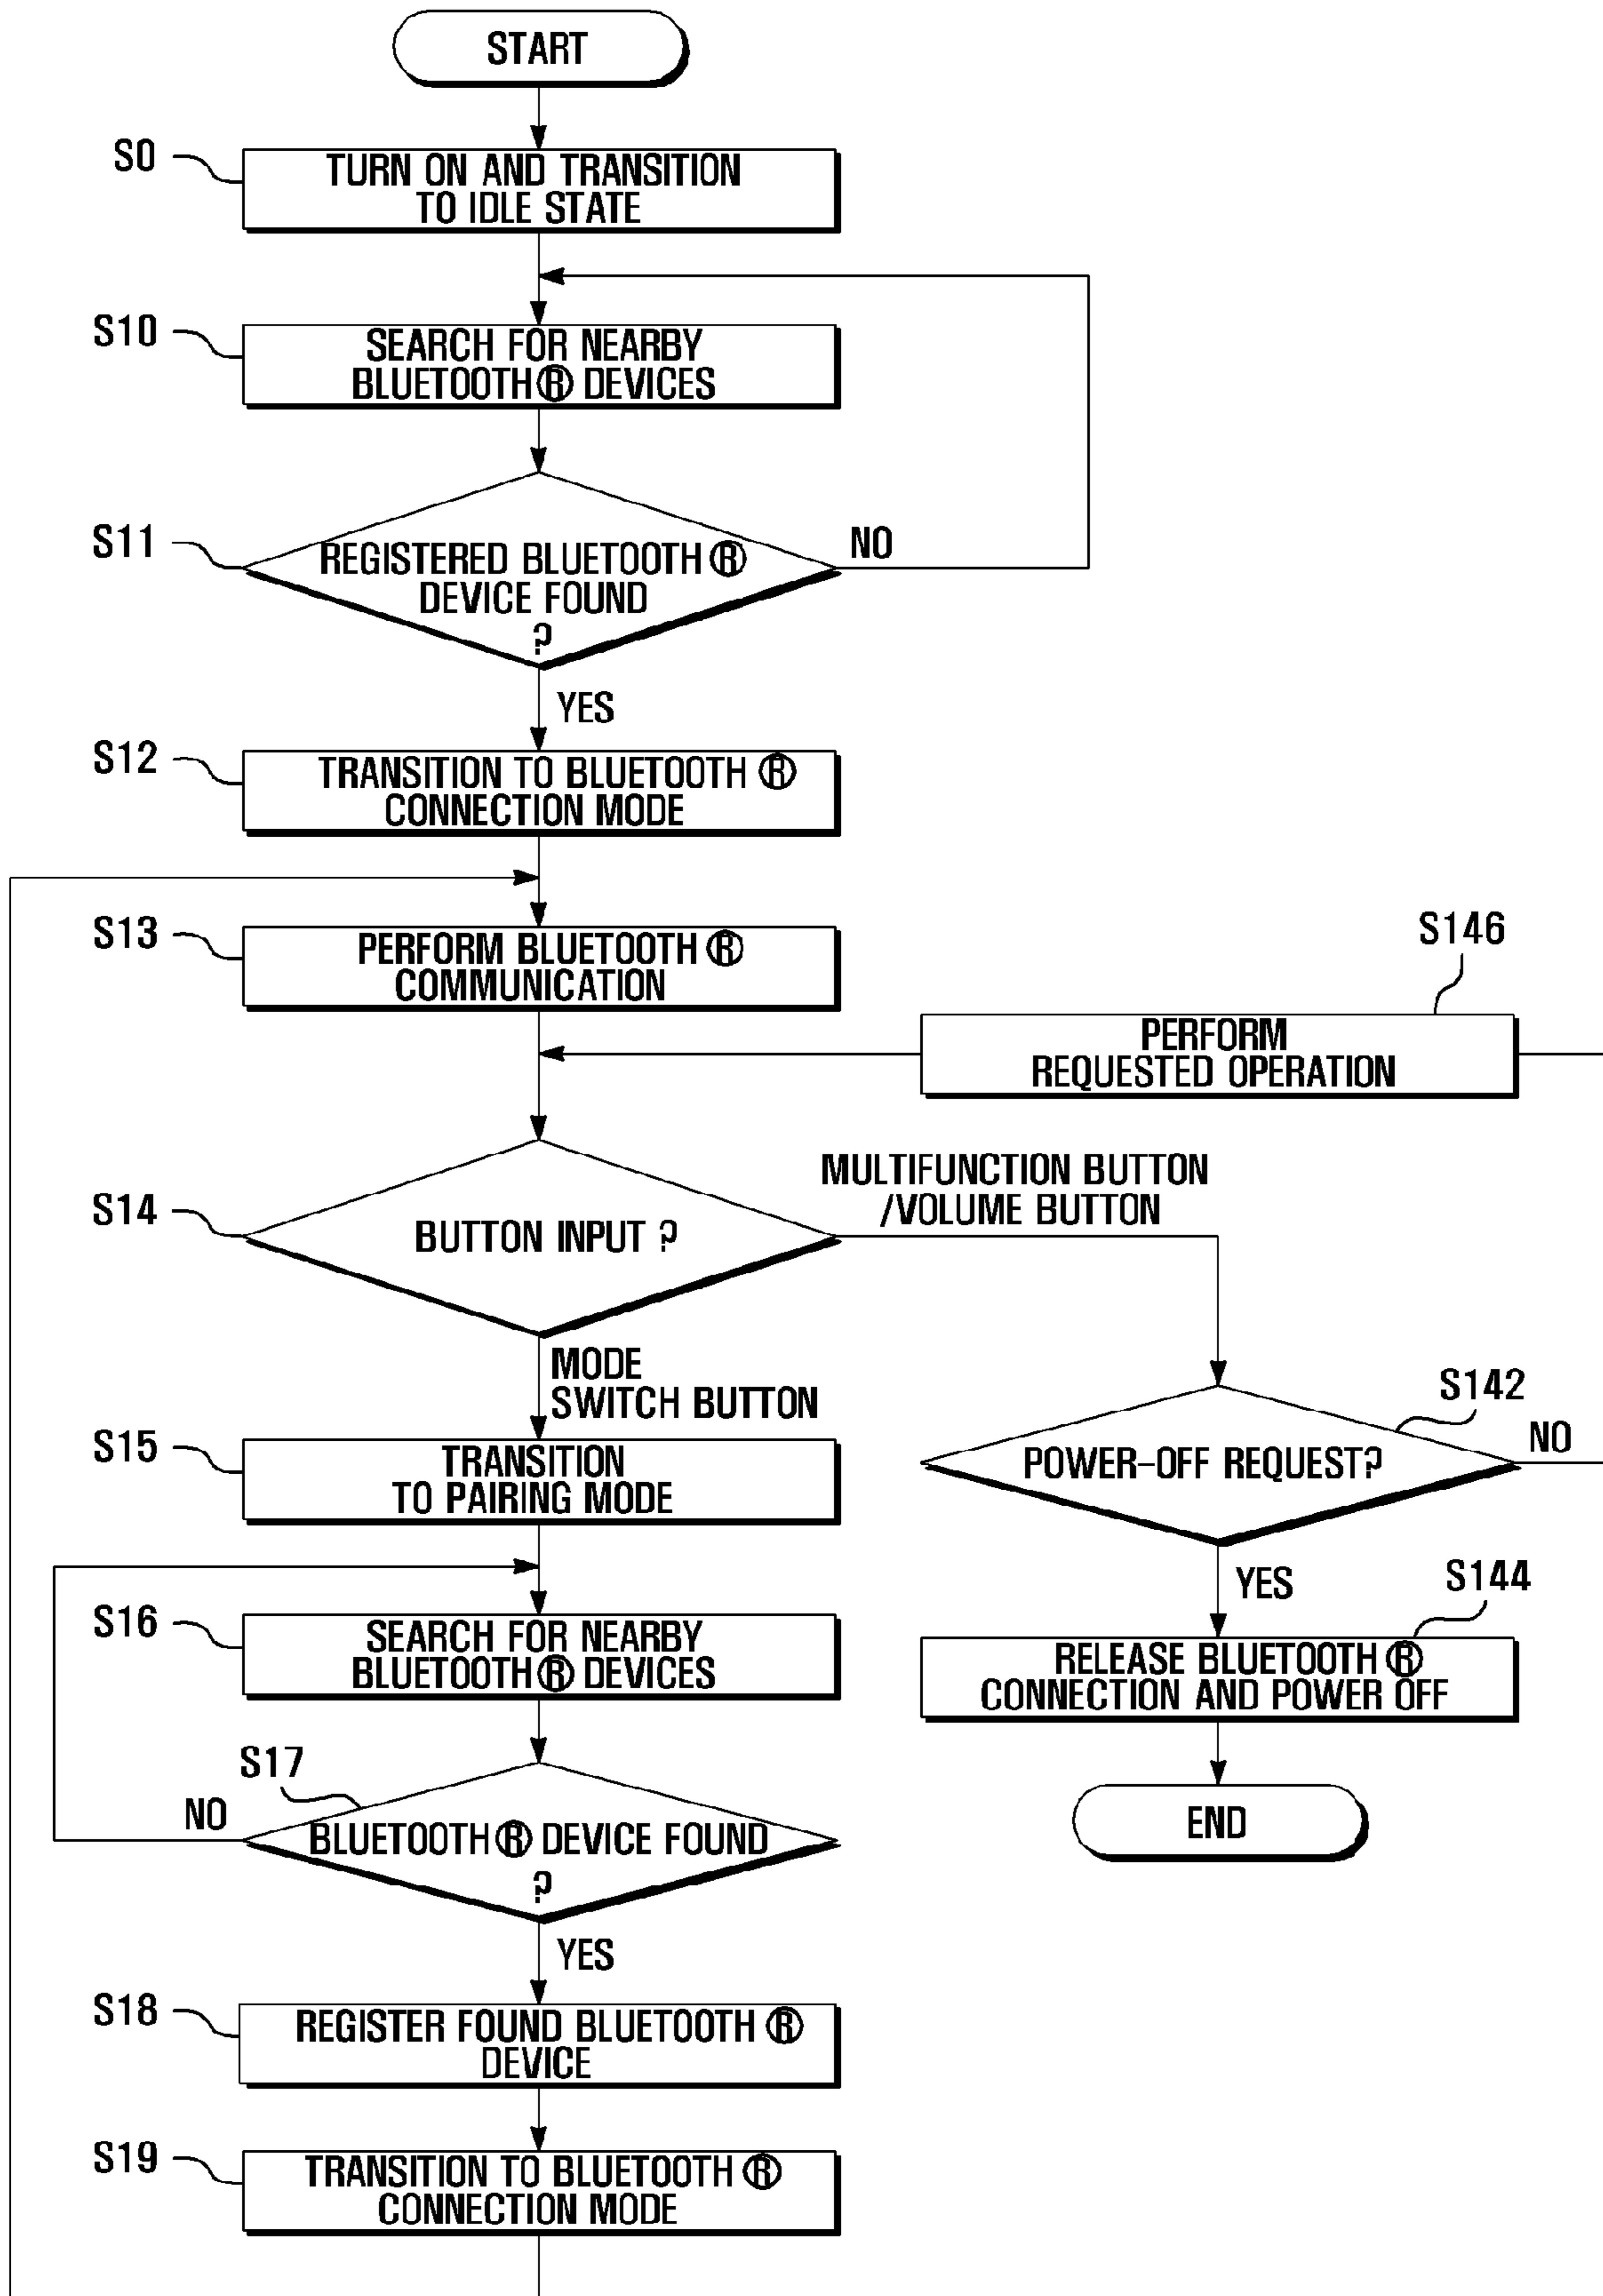 START
S0
TURN ON AND TRANSITION
TO IDLE STATE
S10
SEARCH FOR NEARBY
BLUETOOTH® DEVICES
S11
REGISTERED BLUETOOTH ®
DEVICE FOUND
?
NO
YES
S12
TRANSITION TO BLUETOOTH ®
CONNECTION MODE
S13
PERFORM BLUETOOTH ®
COMMUNICATION
S146
PERFORM
REQUESTED OPERATION
S14
BUTTON INPUT ?
MULTIFUNCTION BUTTON
/VOLUME BUTTON
MODE
SWITCH BUTTON
S142
POWER-OFF REQUEST?
NO
YES
S15
TRANSITION
TO PAIRING MODE
S144
RELEASE BLUETOOTH ®
CONNECTION AND POWER OFF
END
S16
SEARCH FOR NEARBY
BLUETOOTH® DEVICES
S17
NO
BLUETOOTH® DEVICE FOUND
?
YES
S18
REGISTER FOUND BLUETOOTH ®
DEVICE
S19
TRANSITION TO BLUETOOTH ®
CONNECTION MODE